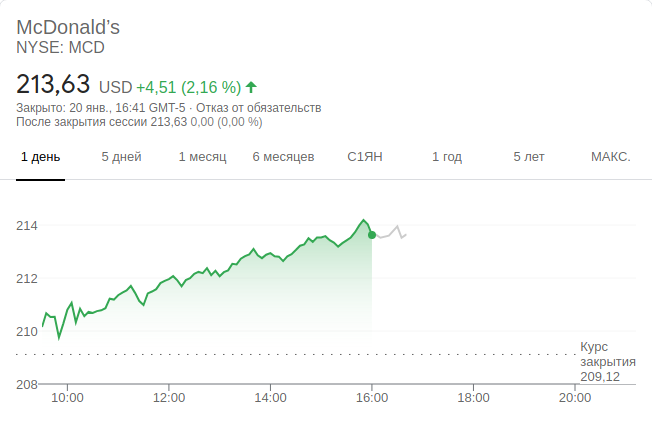 McDonald’s
NYSE: MCD
213,63 USD +4,51 (2,16 %)
Закрыто: 20 янв., 16:41 GMT-5 · Отказ от обязательств
После закрытия сессии 213,63 0,00 (0,00 %)
1 день 5 дней 1 месяц 6 месяцев С1ЯН 1 год 5 лет МАКС.
214
212
210
Курс
закрытия
209,12
208
10:00 12:00 14:00 16:00 18:00 20:00